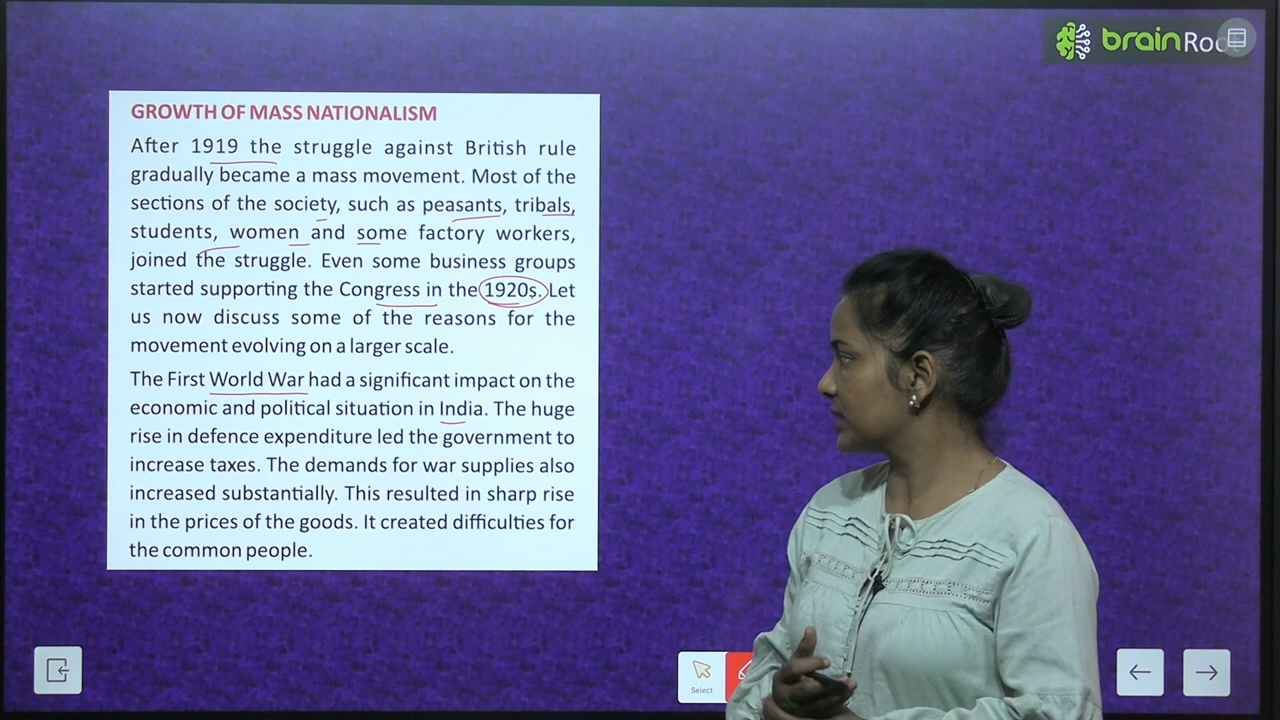 brainRoot
GROWTH OF MASS NATIONALISM
After 1919 the struggle against British rule
gradually became a mass movement. Most of the
sections of the society, such as peasants, tribals,
students, women and some factory workers,
joined the struggle. Even some business groups
started supporting the Congress in the 1920s. Let
us now discuss some of the reasons for the
movement evolving on a larger scale.
The First World War had a significant impact on the
economic and political situation in India. The huge
rise in defence expenditure led the government to
increase taxes. The demands for war supplies also
increased substantially. This resulted in sharp rise
in the prices of the goods. It created difficulties for
the common people.
Select